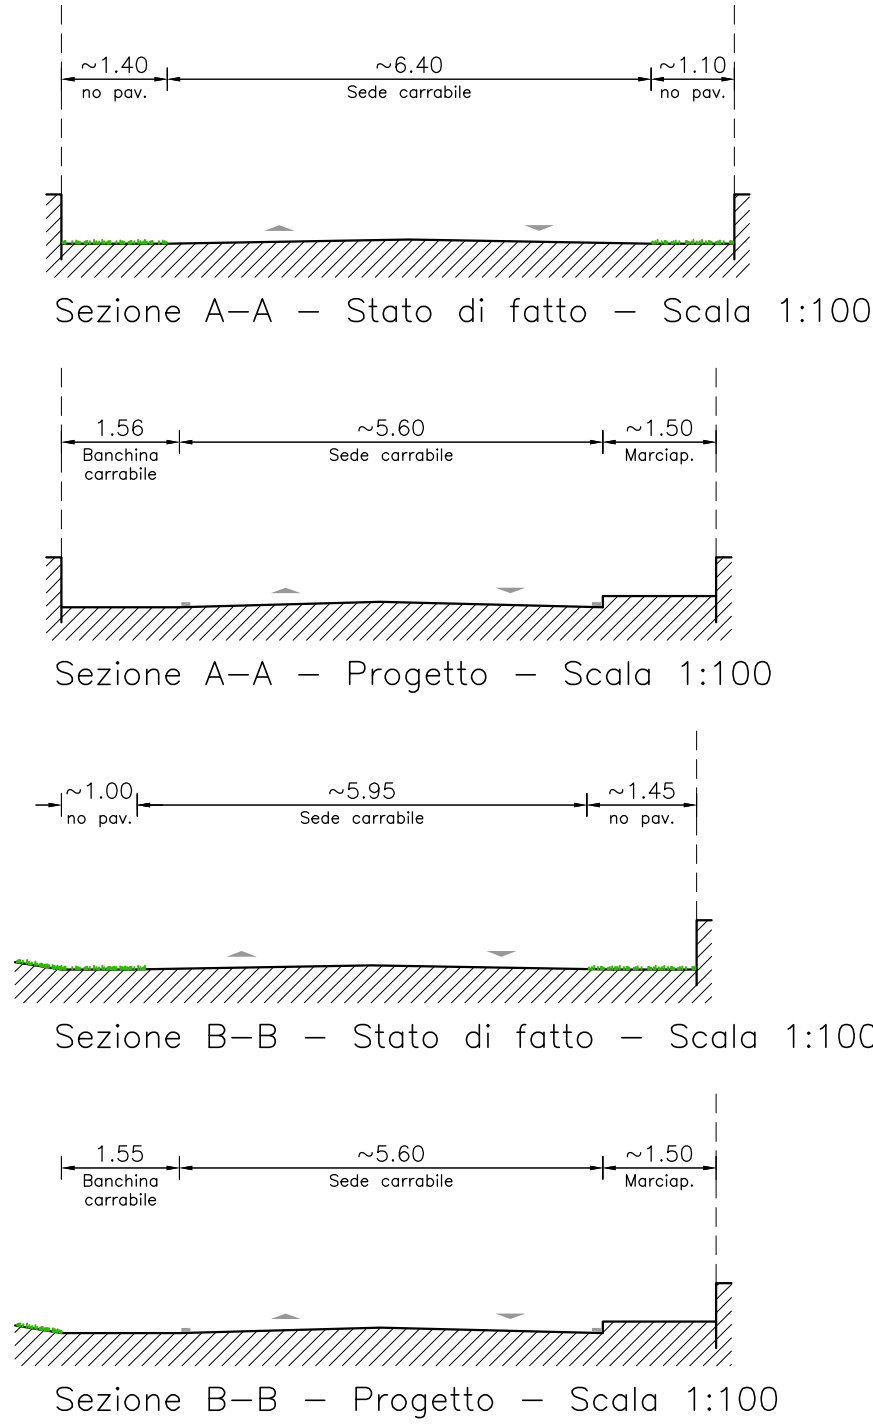 ~1.40 ~6.40 ~1.10
no pav. Sede carrabile no pav.
Sezione A-A - Stato di fatto - Scala 1:100
1.56 ~5.60 ~1.50
Banchina Sede carrabile Marciap.
carrabile
Sezione A-A - Progetto - Scala 1:100
~1.00 ~5.95 ~1.45
no pav. Sede carrabile no pav.
Sezione B-B - Stato di fatto - Scala 1:100
1.55 ~5.60 ~1.50
Banchina Sede carrabile Marciap.
carrabile
Sezione B-B - Progetto - Scala 1:100